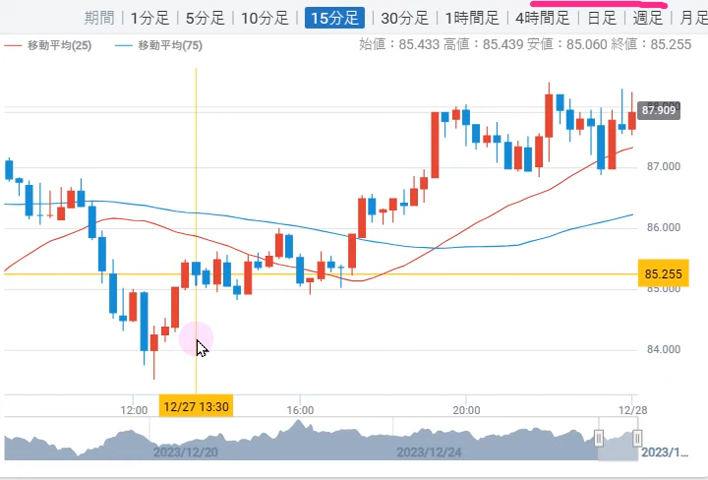 期間 1分足 5分足 10分足 15分足 30分足 1時間足 4時間足 日足 週足 月足
移動平均(25) 移動平均(75) 始値：85.433 高値：85.439 安値：85.060 終値：85.255
87.909
87.000
86.000
85.255
85.000
84.000
12:00 12/27 13:30 16:00 20:00 12/28
2023/12/20 2023/12/24 2023/1...